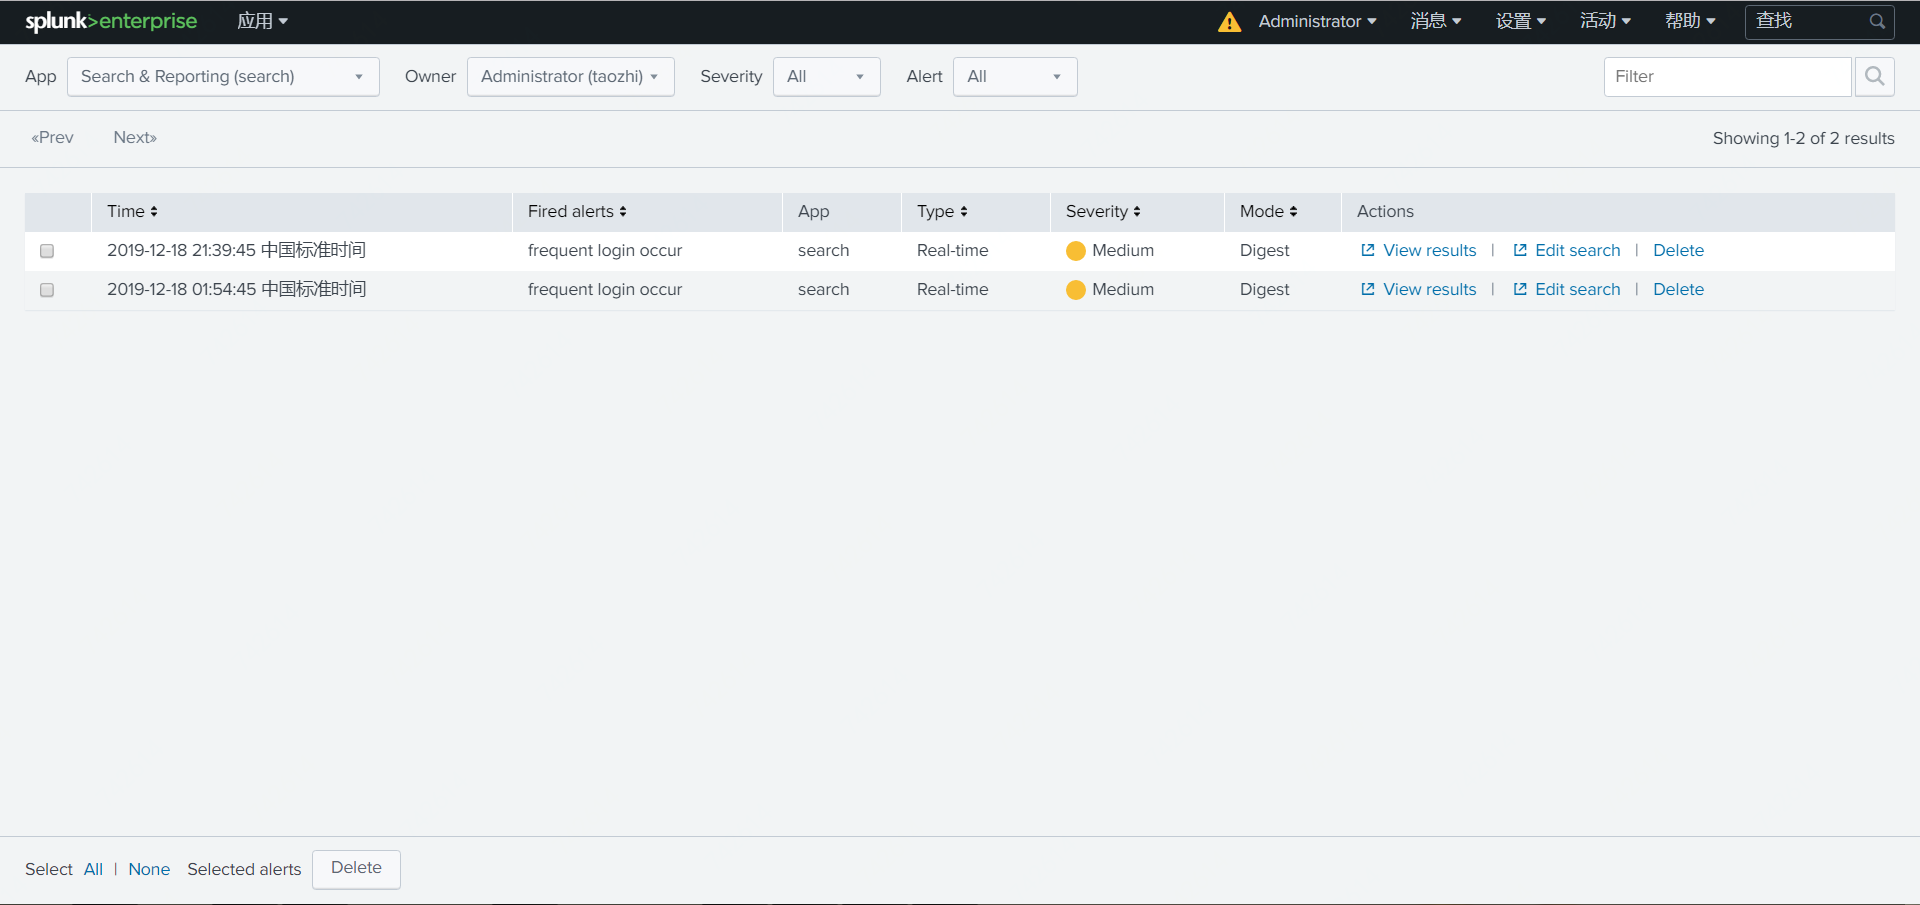 splunk>enterprise 应用 Administrator 消息 设置 活动 帮助 查找
App Search & Reporting (search) Owner Administrator (taozhi) Severity All Alert All Filter
«Prev Next» Showing 1-2 of 2 results
Time Fired alerts App Type Severity Mode Actions
2019-12-18 21:39:45 中国标准时间 frequent login occur search Real-time Medium Digest View results | Edit search | Delete
2019-12-18 01:54:45 中国标准时间 frequent login occur search Real-time Medium Digest View results | Edit search | Delete
Select All | None Selected alerts Delete